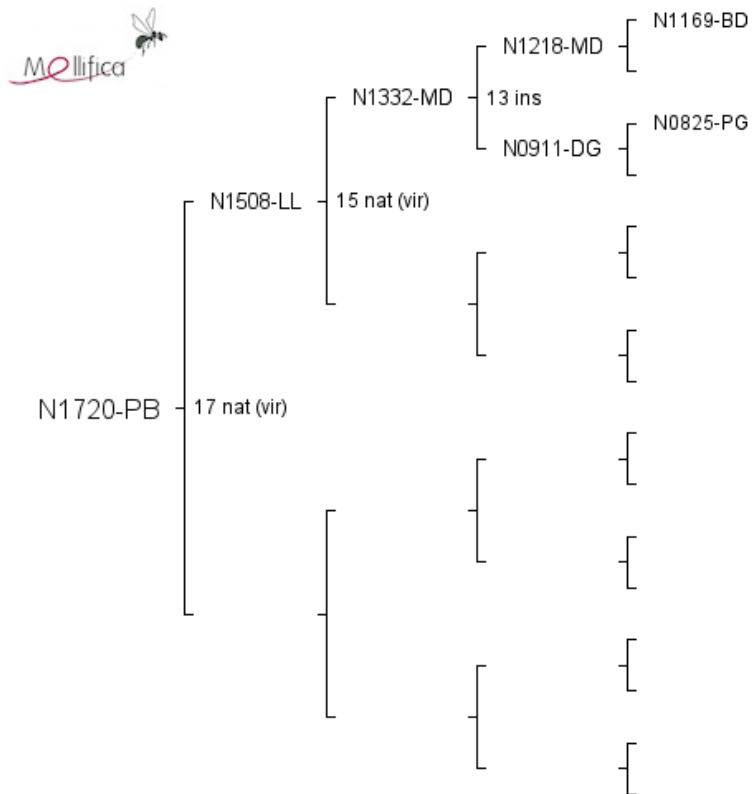 Mellifica
N1169-BD
N1218-MD
N1332-MD
13 ins
N0825-PG
N0911-DG
N1508-LL
15 nat (vir)
N1720-PB
17 nat (vir)